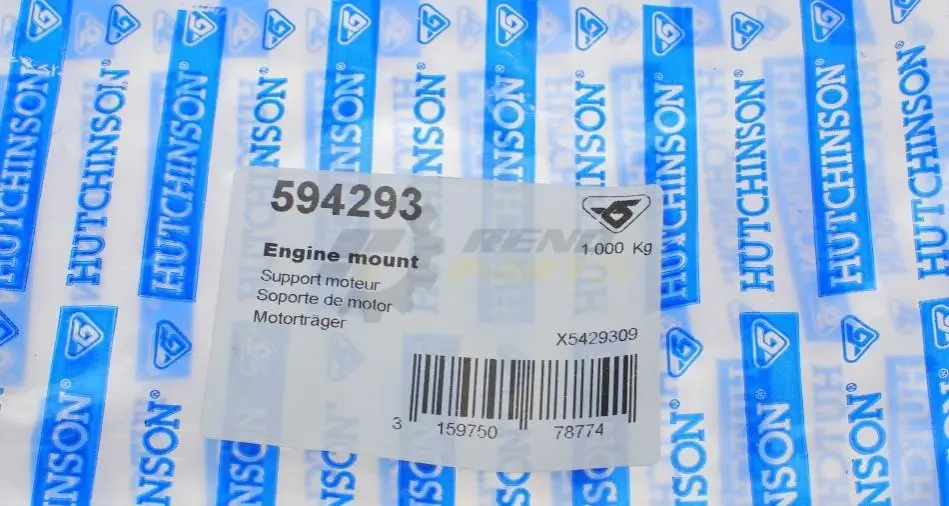 HUTCHINSON®
594293
Engine mount
Support moteur
Soporte de motor
Motorträger
1.000 Kg
X5429309
3 159750 78774